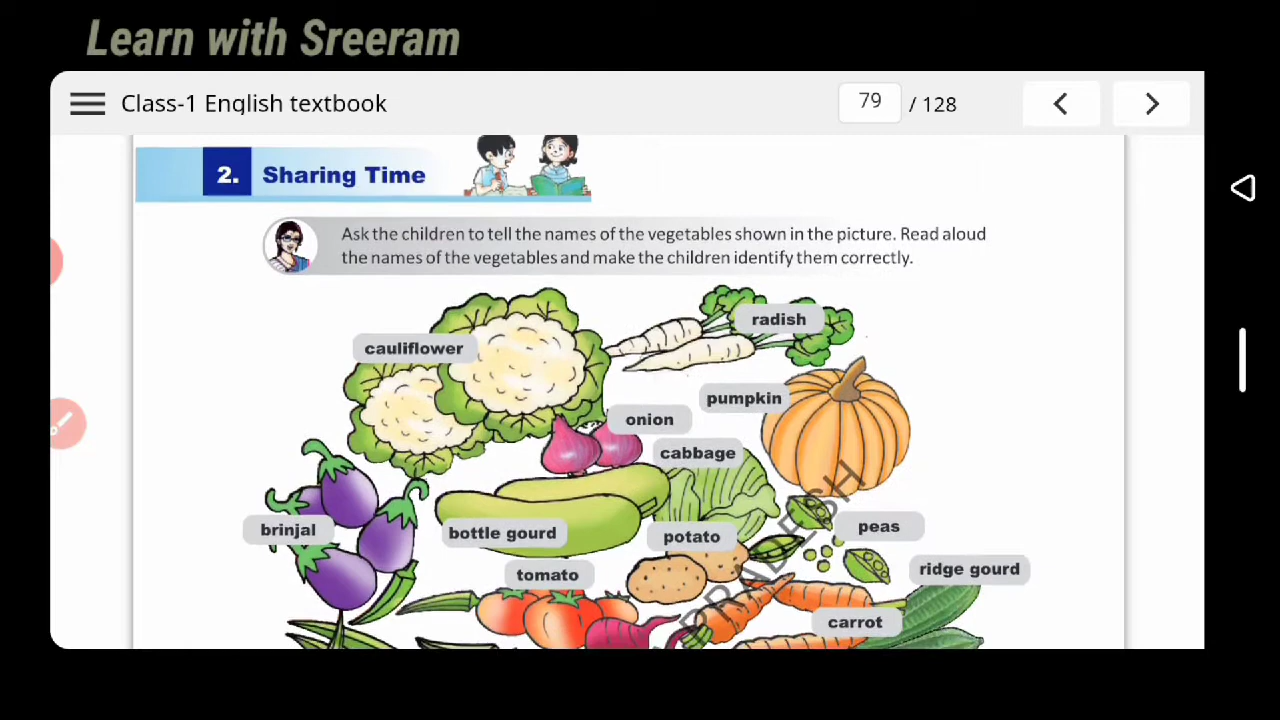 Learn with Sreeram
Class-1 English textbook
79 / 128
2. Sharing Time
Ask the children to tell the names of the vegetables shown in the picture. Read aloud
the names of the vegetables and make the children identify them correctly.
radish
cauliflower
pumpkin
onion
cabbage
brinjal
bottle gourd
potato
peas
tomato
ridge gourd
carrot